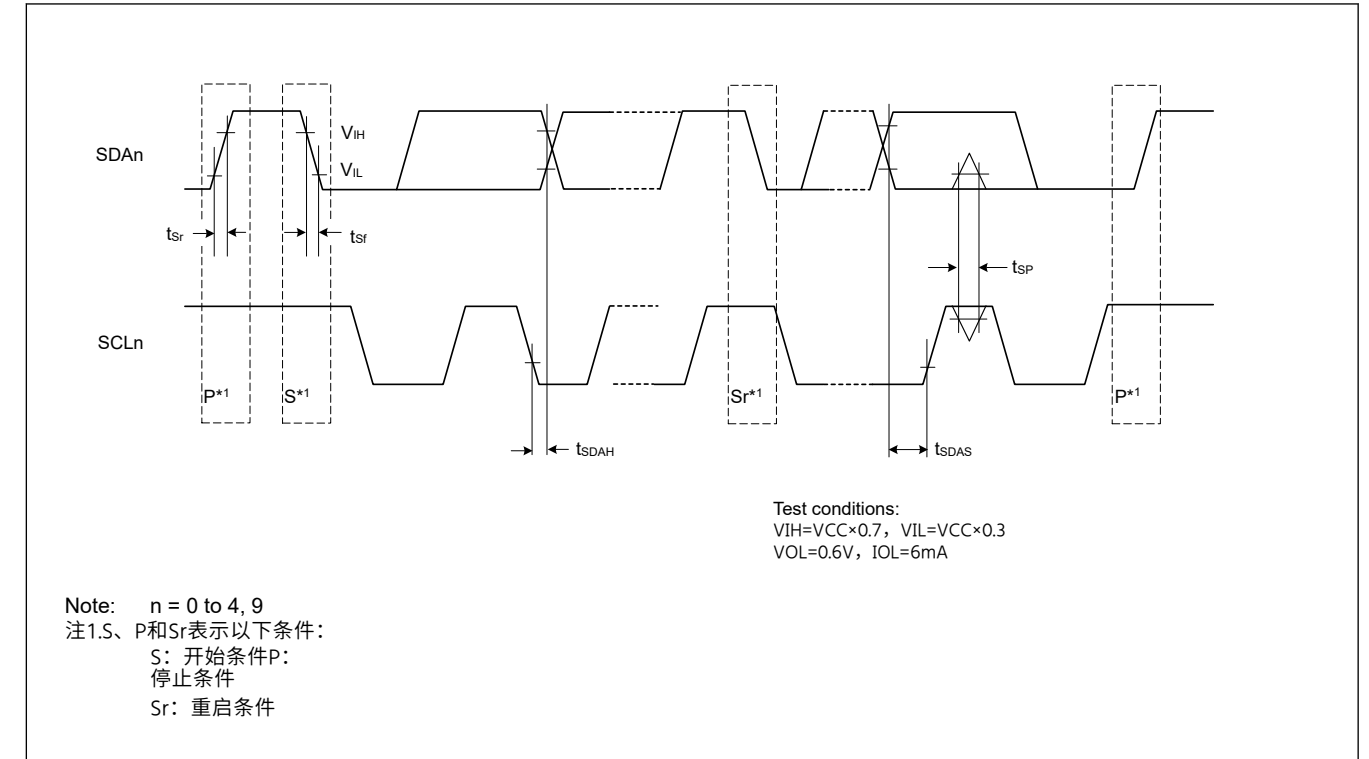 SDAn
VIH
VIL
tSr
tSf
tSP
SCLn
P*1
S*1
Sr*1
P*1
tSDAH
tSDAS
Test conditions:
VIH=VCC×0.7，VIL=VCC×0.3
VOL=0.6V，IOL=6mA
Note: n = 0 to 4, 9
注1.S、P和Sr表示以下条件：
S：开始条件P：
停止条件
Sr：重启条件